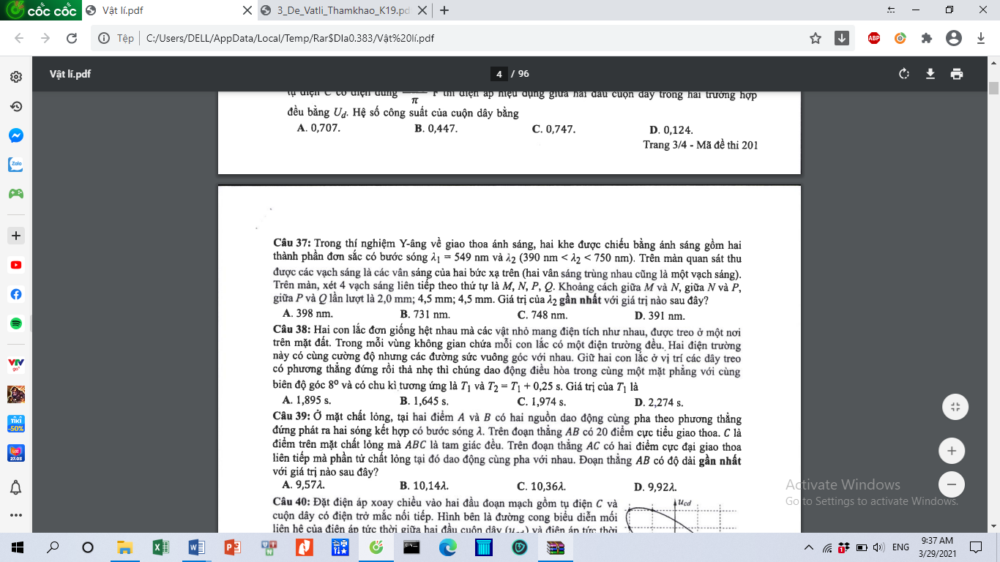 cốc cốc
Vật lí.pdf
3_De_Vatli_Thamkhao_K19.pd
Tệp C:/Users/DELL/AppData/Local/Temp/Rar$DIa0.383/Vật%20lí.pdf
ABP
Vật lí.pdf
4 / 96
tụ điện C có điện dung π F thì điện áp hiệu dụng giữa hai đầu cuộn dây trong hai trường hợp
đều bằng U_d. Hệ số công suất của cuộn dây bằng
A. 0,707. B. 0,447. C. 0,747. D. 0,124.
Trang 3/4 - Mã đề thi 201
Câu 37: Trong thí nghiệm Y-âng về giao thoa ánh sáng, hai khe được chiếu bằng ánh sáng gồm hai
thành phần đơn sắc có bước sóng λ₁ = 549 nm và λ₂ (390 nm < λ₂ < 750 nm). Trên màn quan sát thu
được các vạch sáng là các vân sáng của hai bức xạ trên (hai vân sáng trùng nhau cũng là một vạch sáng).
Trên màn, xét 4 vạch sáng liên tiếp theo thứ tự là M, N, P, Q. Khoảng cách giữa M và N, giữa N và P,
giữa P và Q lần lượt là 2,0 mm; 4,5 mm; 4,5 mm. Giá trị của λ₂ gần nhất với giá trị nào sau đây?
A. 398 nm. B. 731 nm. C. 748 nm. D. 391 nm.
Câu 38: Hai con lắc đơn giống hệt nhau mà các vật nhỏ mang điện tích như nhau, được treo ở một nơi
trên mặt đất. Trong mỗi vùng không gian chứa mỗi con lắc có một điện trường đều. Hai điện trường
này có cùng cường độ nhưng các đường sức vuông góc với nhau. Giữ hai con lắc ở vị trí các dây treo
có phương thẳng đứng rồi thả nhẹ thì chúng dao động điều hòa trong cùng một mặt phẳng với cùng
biên độ góc 8⁰ và có chu kì tương ứng là T₁ và T₂ = T₁ + 0,25 s. Giá trị của T₁ là
A. 1,895 s. B. 1,645 s. C. 1,974 s. D. 2,274 s.
Câu 39: Ở mặt chất lỏng, tại hai điểm A và B có hai nguồn dao động cùng pha theo phương thẳng
đứng phát ra hai sóng kết hợp có bước sóng λ. Trên đoạn thẳng AB có 20 điểm cực tiểu giao thoa. C là
điểm trên mặt chất lỏng mà ABC là tam giác đều. Trên đoạn thẳng AC có hai điểm cực đại giao thoa
liên tiếp mà phần tử chất lỏng tại đó dao động cùng pha với nhau. Đoạn thẳng AB có độ dài gần nhất
với giá trị nào sau đây?
A. 9,57λ. B. 10,14λ. C. 10,36λ. D. 9,92λ.
Câu 40: Đặt điện áp xoay chiều vào hai đầu đoạn mạch gồm tụ điện C và
cuộn dây có điện trở mắc nối tiếp. Hình bên là đường cong biểu diễn mối
liên hệ của điện áp tức thời giữa hai đầu cuộn dây (u_cd) và điện áp tức thời
u_cd
Zalo
VTV
go
TIKI
-50%
27.03
Activate Windows
Go to Settings to activate Windows.
ENG
9:37 AM
3/29/2021